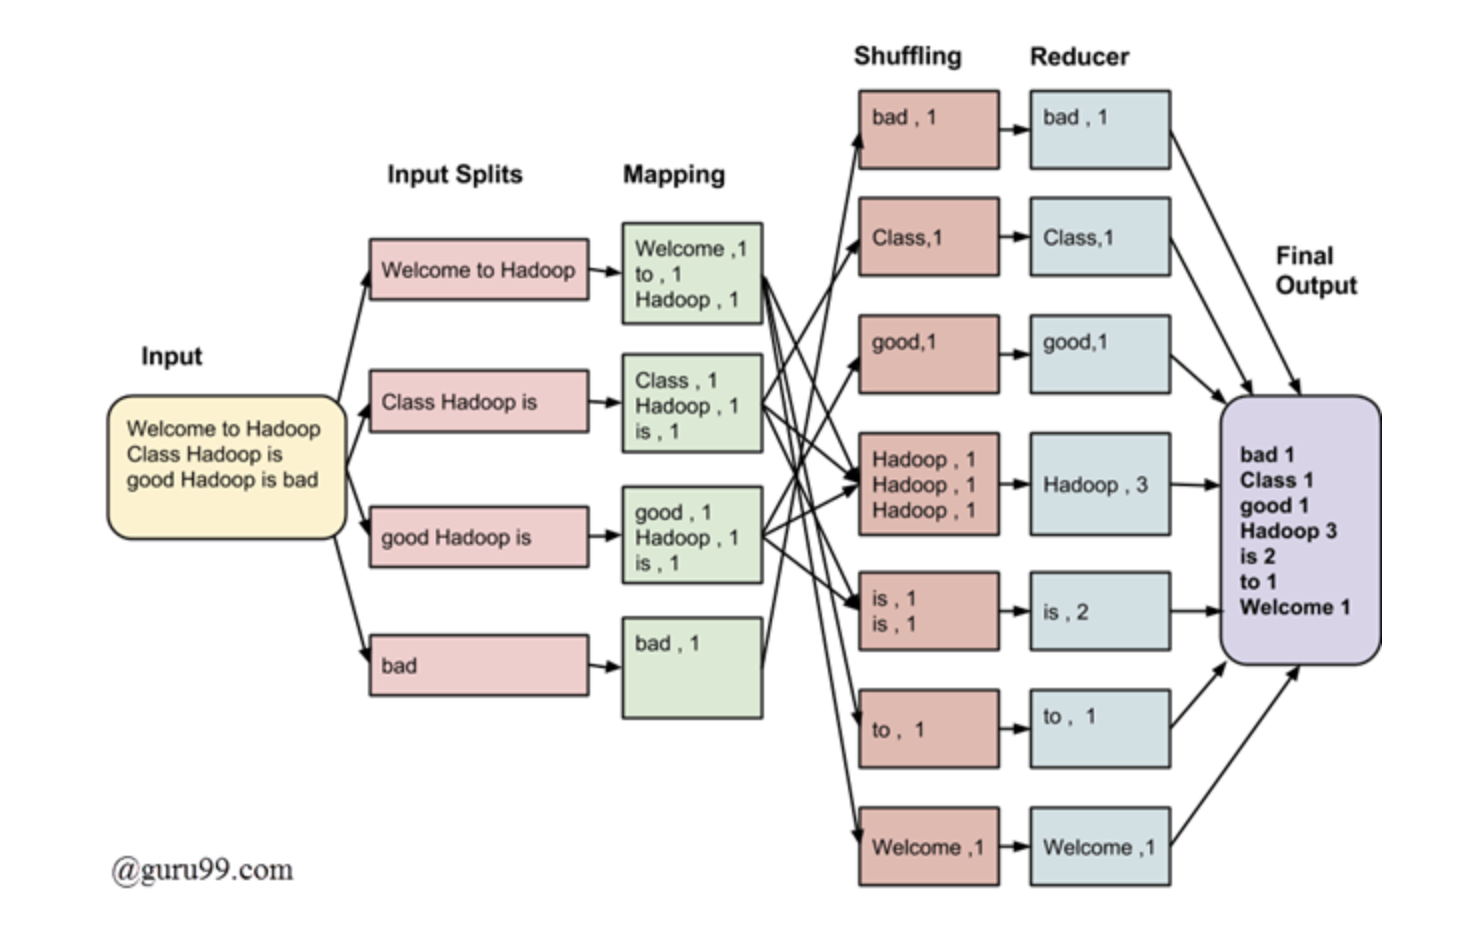 Input
Welcome to Hadoop
Class Hadoop is
good Hadoop is bad
Input Splits
Welcome to Hadoop
Class Hadoop is
good Hadoop is
bad
Mapping
Welcome ,1
to , 1
Hadoop , 1
Class , 1
Hadoop , 1
is , 1
good , 1
Hadoop , 1
is , 1
bad , 1
Shuffling
bad , 1
Class,1
good,1
Hadoop , 1
Hadoop , 1
Hadoop , 1
is , 1
is , 1
to ,  1
Welcome ,1
Reducer
bad , 1
Class,1
good,1
Hadoop , 3
is , 2
to ,  1
Welcome ,1
Final
Output
bad 1
Class 1
good 1
Hadoop 3
is 2
to 1
Welcome 1
@guru99.com